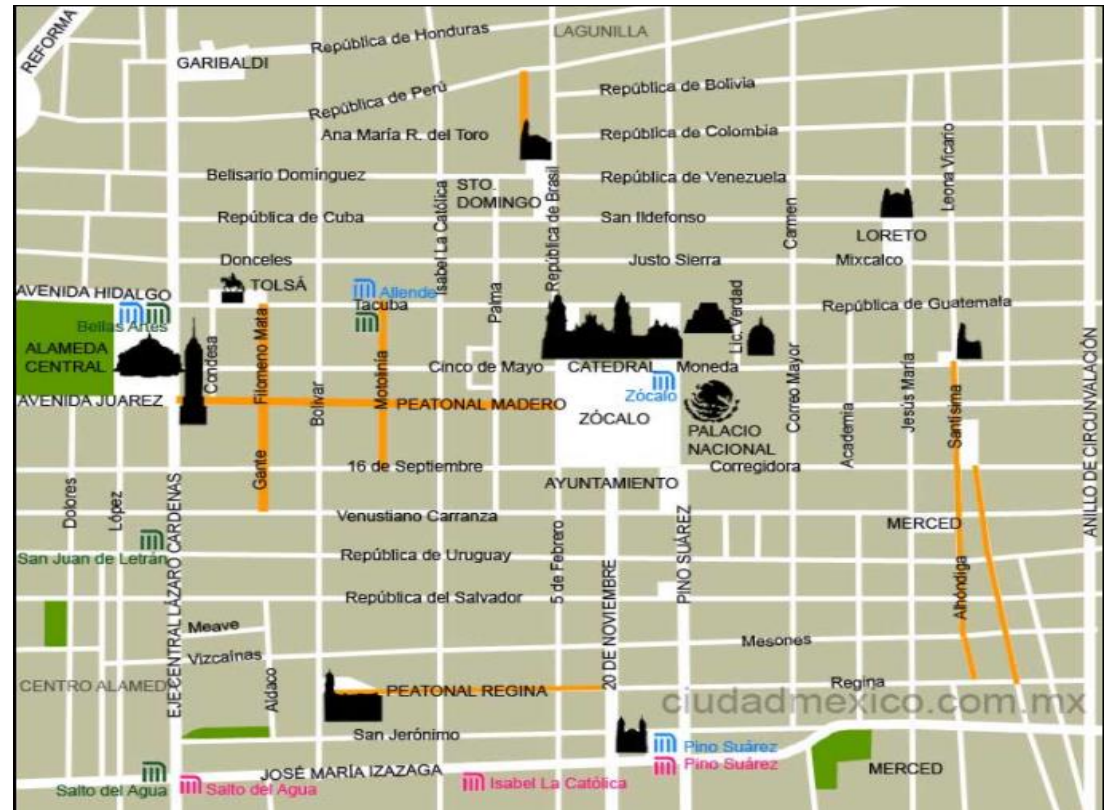 REFORMA
República de Honduras
LAGUNILLA
GARIBALDI
República de Perú
República de Bolivia
Ana María R. del Toro
República de Colombia
Belisario Domínguez
STO.
DOMINGO
República de Brasil
República de Venezuela
Leona Vicario
República de Cuba
Isabel La Católica
San Ildefonso
Carmen
LORETO
Donceles
Justo Sierra
Mixcalco
AVENIDA HIDALGO
TOLSÁ
Allende
Tacuba
Palma
República de Guatemala
Bellas Artes
Lic. Verdad
ALAMEDA
CENTRAL
Condesa
Filomeno Mata
Motolinía
Cinco de Mayo
CATEDRAL
Moneda
Zócalo
Correo Mayor
Jesús María
ANILLO DE CIRCUNVALACIÓN
AVENIDA JUAREZ
Bolivar
PEATONAL MADERO
ZÓCALO
PALACIO
NACIONAL
Academia
Santísima
Gante
16 de Septiembre
Corregidora
Dolores
López
EJE CENTRAL LÁZARO CARDENAS
AYUNTAMIENTO
Venustiano Carranza
MERCED
San Juan de Letrán
República de Uruguay
5 de Febrero
20 DE NOVIEMBRE
PINO SUÁREZ
Alhóndiga
República del Salvador
Meave
Mesones
Vizcaínas
CENTRO ALAMED
Aldaco
PEATONAL REGINA
Regina
ciudadmexico.com.mx
San Jerónimo
Pino Suárez
Pino Suárez
JOSÉ MARÍA IZAZAGA
MERCED
Salto del Agua
Salto del Agua
Isabel La Católica